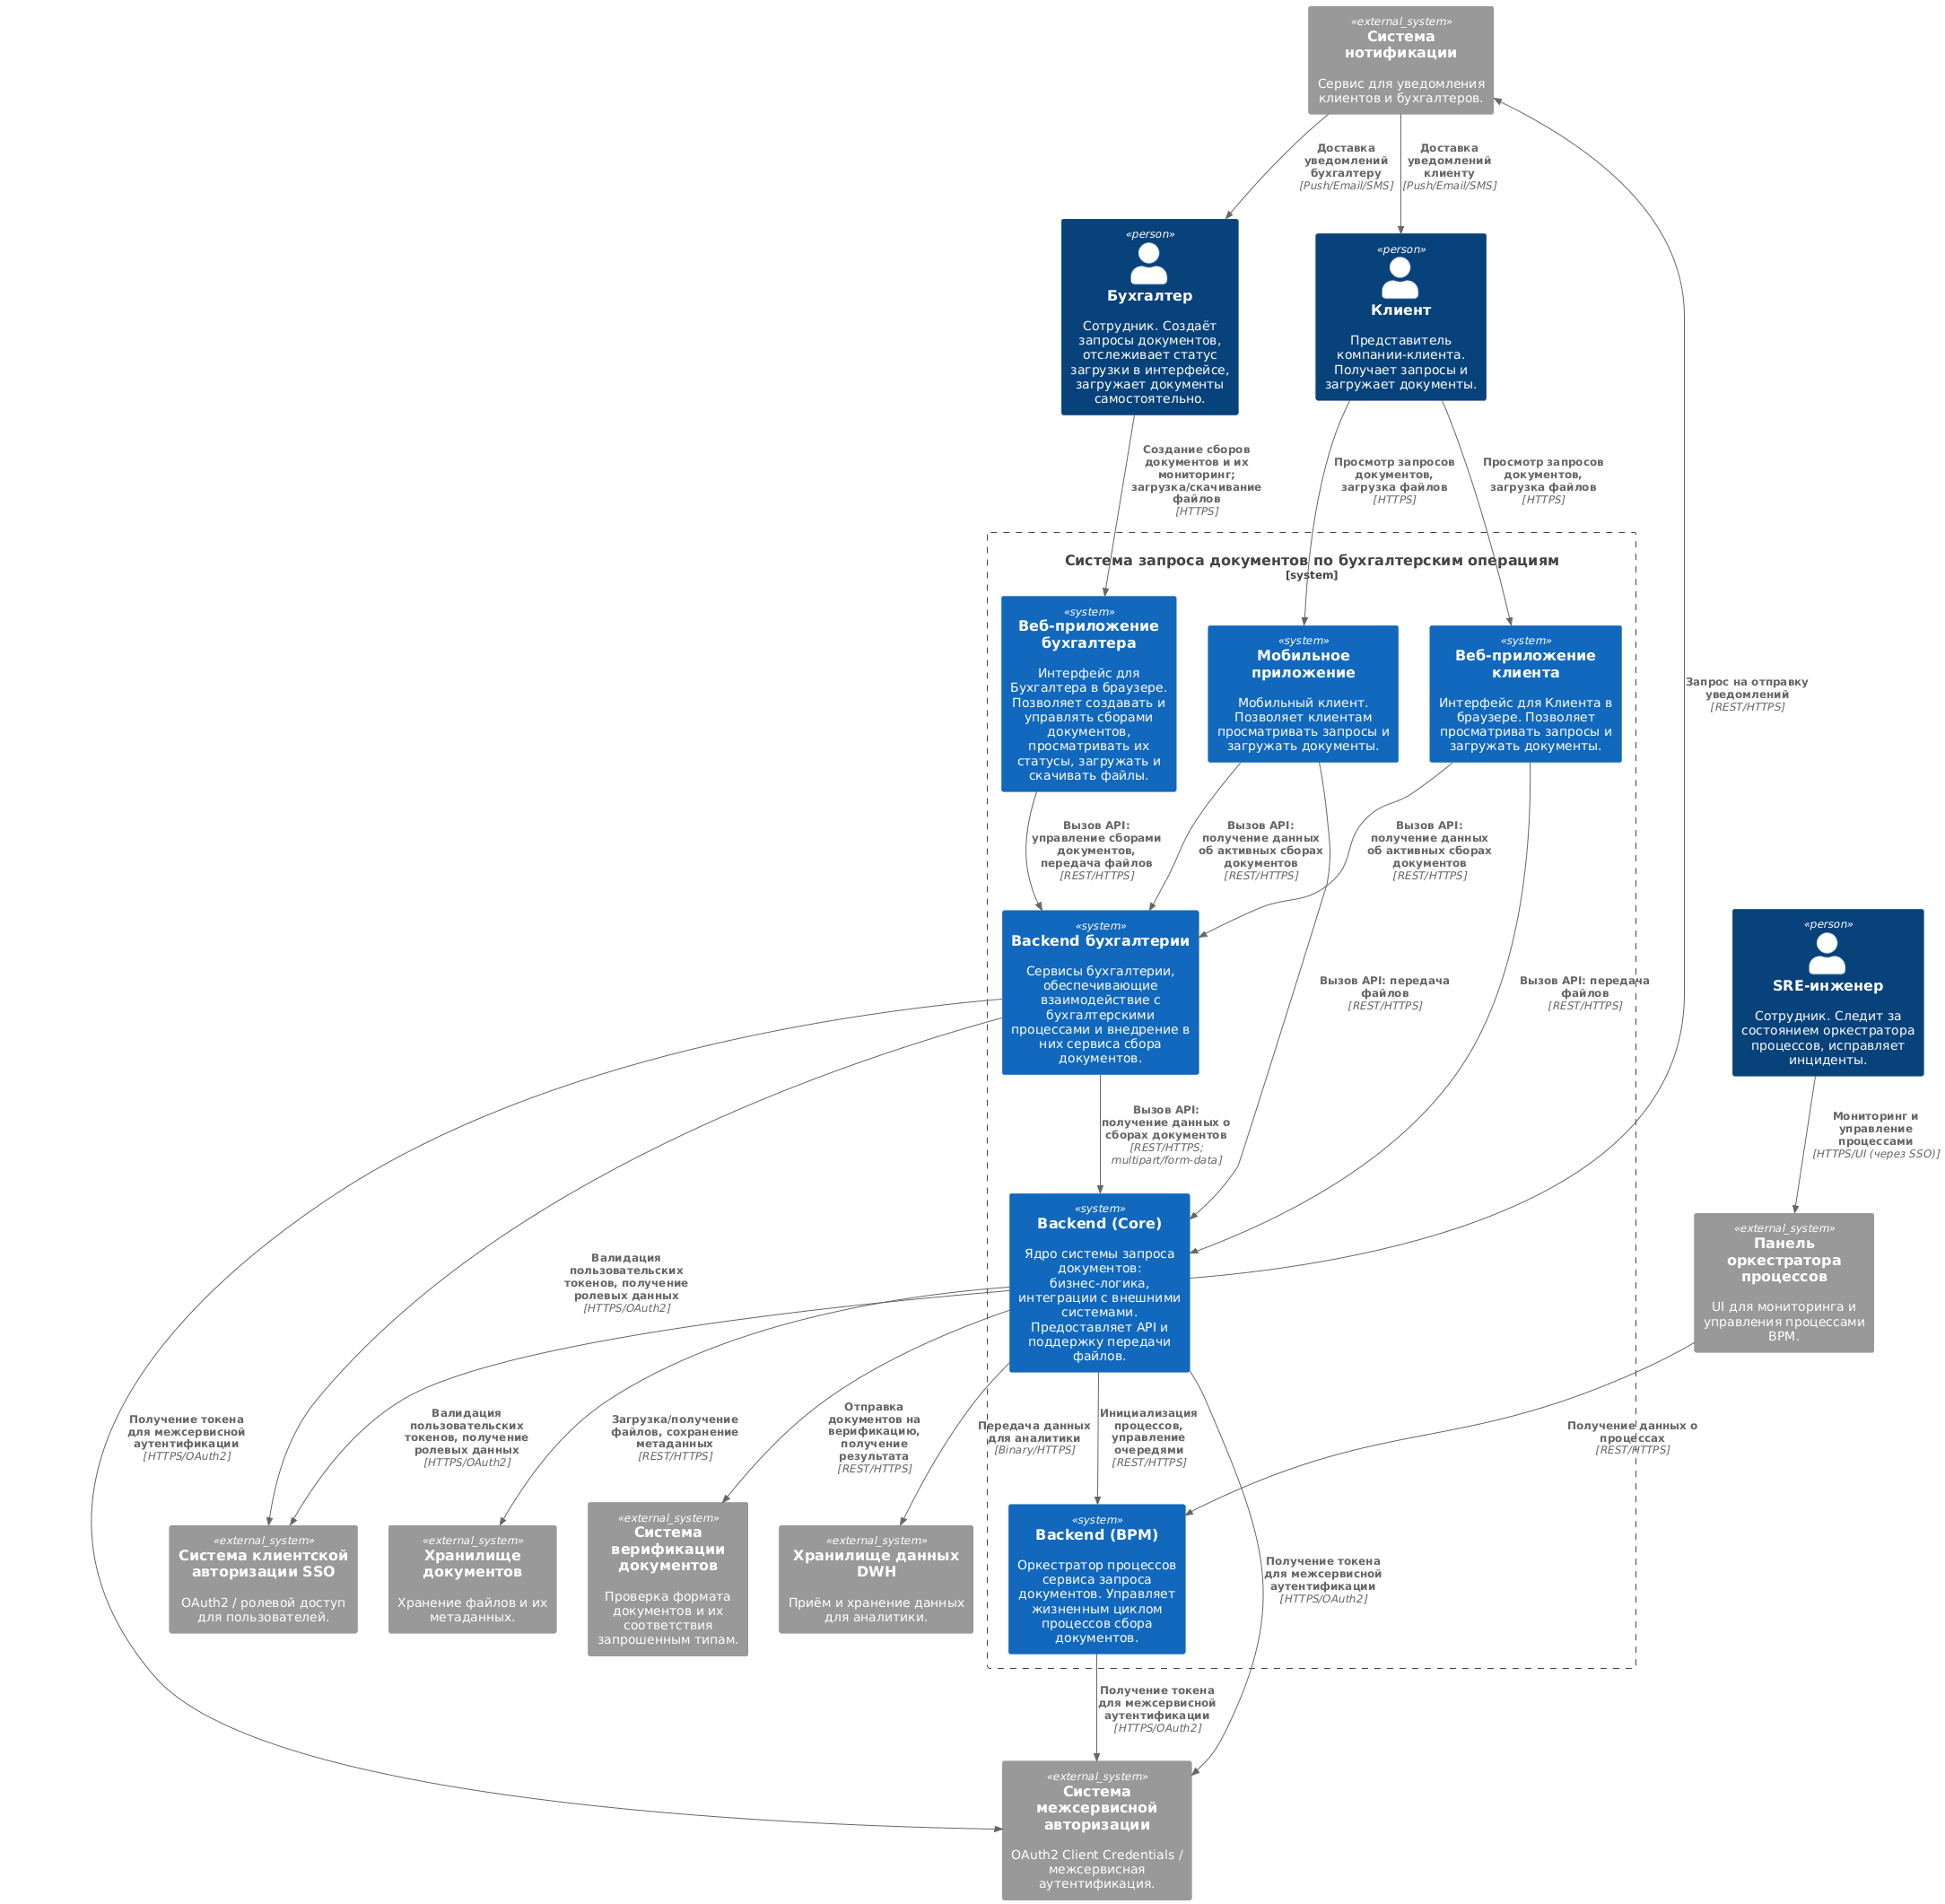 «external_system»
Система
нотификации
Сервис для уведомления
клиентов и бухгалтеров.
Доставка
уведомлений
бухгалтеру
[Push/Email/SMS]
Доставка
уведомлений
клиенту
[Push/Email/SMS]
«person»
Бухгалтер
Сотрудник. Создаёт
запросы документов,
отслеживает статус
загрузки в интерфейсе,
загружает документы
самостоятельно.
«person»
Клиент
Представитель
компании-клиента.
Получает запросы и
загружает документы.
Создание сборов
документов и их
мониторинг;
загрузка/скачивание
файлов
[HTTPS]
Просмотр запросов
документов,
загрузка файлов
[HTTPS]
Просмотр запросов
документов,
загрузка файлов
[HTTPS]
Система запроса документов по бухгалтерским операциям
[system]
«system»
Веб-приложение
бухгалтера
Интерфейс для
Бухгалтера в браузере.
Позволяет создавать и
управлять сборами
документов,
просматривать их
статусы, загружать и
скачивать файлы.
«system»
Мобильное
приложение
Мобильный клиент.
Позволяет клиентам
просматривать запросы и
загружать документы.
«system»
Веб-приложение
клиента
Интерфейс для Клиента в
браузере. Позволяет
просматривать запросы и
загружать документы.
Запрос на отправку
уведомлений
[REST/HTTPS]
Вызов API:
управление сборами
документов,
передача файлов
[REST/HTTPS]
Вызов API:
получение данных
об активных сборах
документов
[REST/HTTPS]
Вызов API:
получение данных
об активных сборах
документов
[REST/HTTPS]
«system»
Backend бухгалтерии
Сервисы бухгалтерии,
обеспечивающие
взаимодействие с
бухгалтерскими
процессами и внедрение в
них сервиса сбора
документов.
Вызов API: передача
файлов
[REST/HTTPS]
Вызов API: передача
файлов
[REST/HTTPS]
«person»
SRE-инженер
Сотрудник. Следит за
состоянием оркестратора
процессов, исправляет
инциденты.
Вызов API:
получение данных о
сборах документов
[REST/HTTPS;
multipart/form-data]
Мониторинг и
управление
процессами
[HTTPS/UI (через SSO)]
«system»
Backend (Core)
Ядро системы запроса
документов:
бизнес-логика,
интеграции с внешними
системами.
Предоставляет API и
поддержку передачи
файлов.
«external_system»
Панель
оркестратора
процессов
UI для мониторинга и
управления процессами
BPM.
Валидация
пользовательских
токенов, получение
ролевых данных
[HTTPS/OAuth2]
Получение токена
для межсервисной
аутентификации
[HTTPS/OAuth2]
Валидация
пользовательских
токенов, получение
ролевых данных
[HTTPS/OAuth2]
Загрузка/получение
файлов, сохранение
метаданных
[REST/HTTPS]
Отправка
документов на
верификацию,
получение
результата
[REST/HTTPS]
Передача данных
для аналитики
[Binary/HTTPS]
Инициализация
процессов,
управление
очередями
[REST/HTTPS]
Получение данных о
процессах
[REST/HTTPS]
«external_system»
Система клиентской
авторизации SSO
OAuth2 / ролевой доступ
для пользователей.
«external_system»
Хранилище
документов
Хранение файлов и их
метаданных.
«external_system»
Система
верификации
документов
Проверка формата
документов и их
соответствия
запрошенным типам.
«external_system»
Хранилище данных
DWH
Приём и хранение данных
для аналитики.
«system»
Backend (BPM)
Оркестратор процессов
сервиса запроса
документов. Управляет
жизненным циклом
процессов сбора
документов.
Получение токена
для межсервисной
аутентификации
[HTTPS/OAuth2]
Получение токена
для межсервисной
аутентификации
[HTTPS/OAuth2]
«external_system»
Система
межсервисной
авторизации
OAuth2 Client Credentials /
межсервисная
аутентификация.